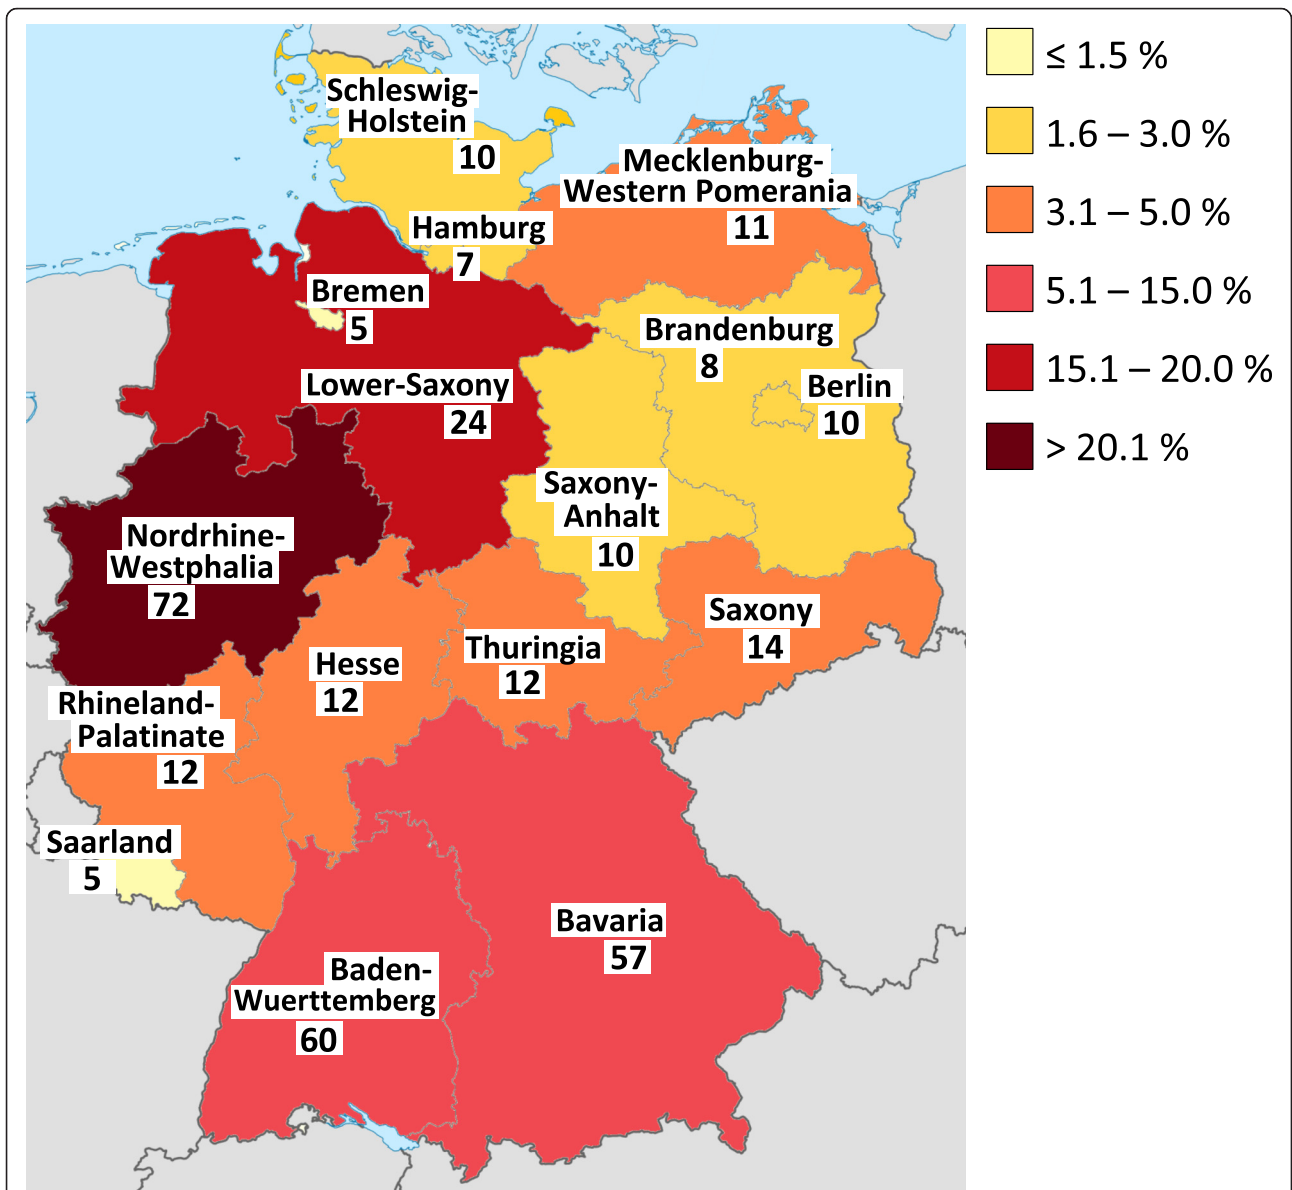 Schleswig-
Holstein
10
Mecklenburg-
Western Pomerania
11
Hamburg
7
Bremen
5
Brandenburg
8
Berlin
10
Lower-Saxony
24
Saxony-
Anhalt
10
Nordrhine-
Westphalia
72
Saxony
14
Thuringia
12
Hesse
12
Rhineland-
Palatinate
12
Saarland
5
Bavaria
57
Baden-
Wuerttemberg
60
≤ 1.5 %
1.6 – 3.0 %
3.1 – 5.0 %
5.1 – 15.0 %
15.1 – 20.0 %
> 20.1 %